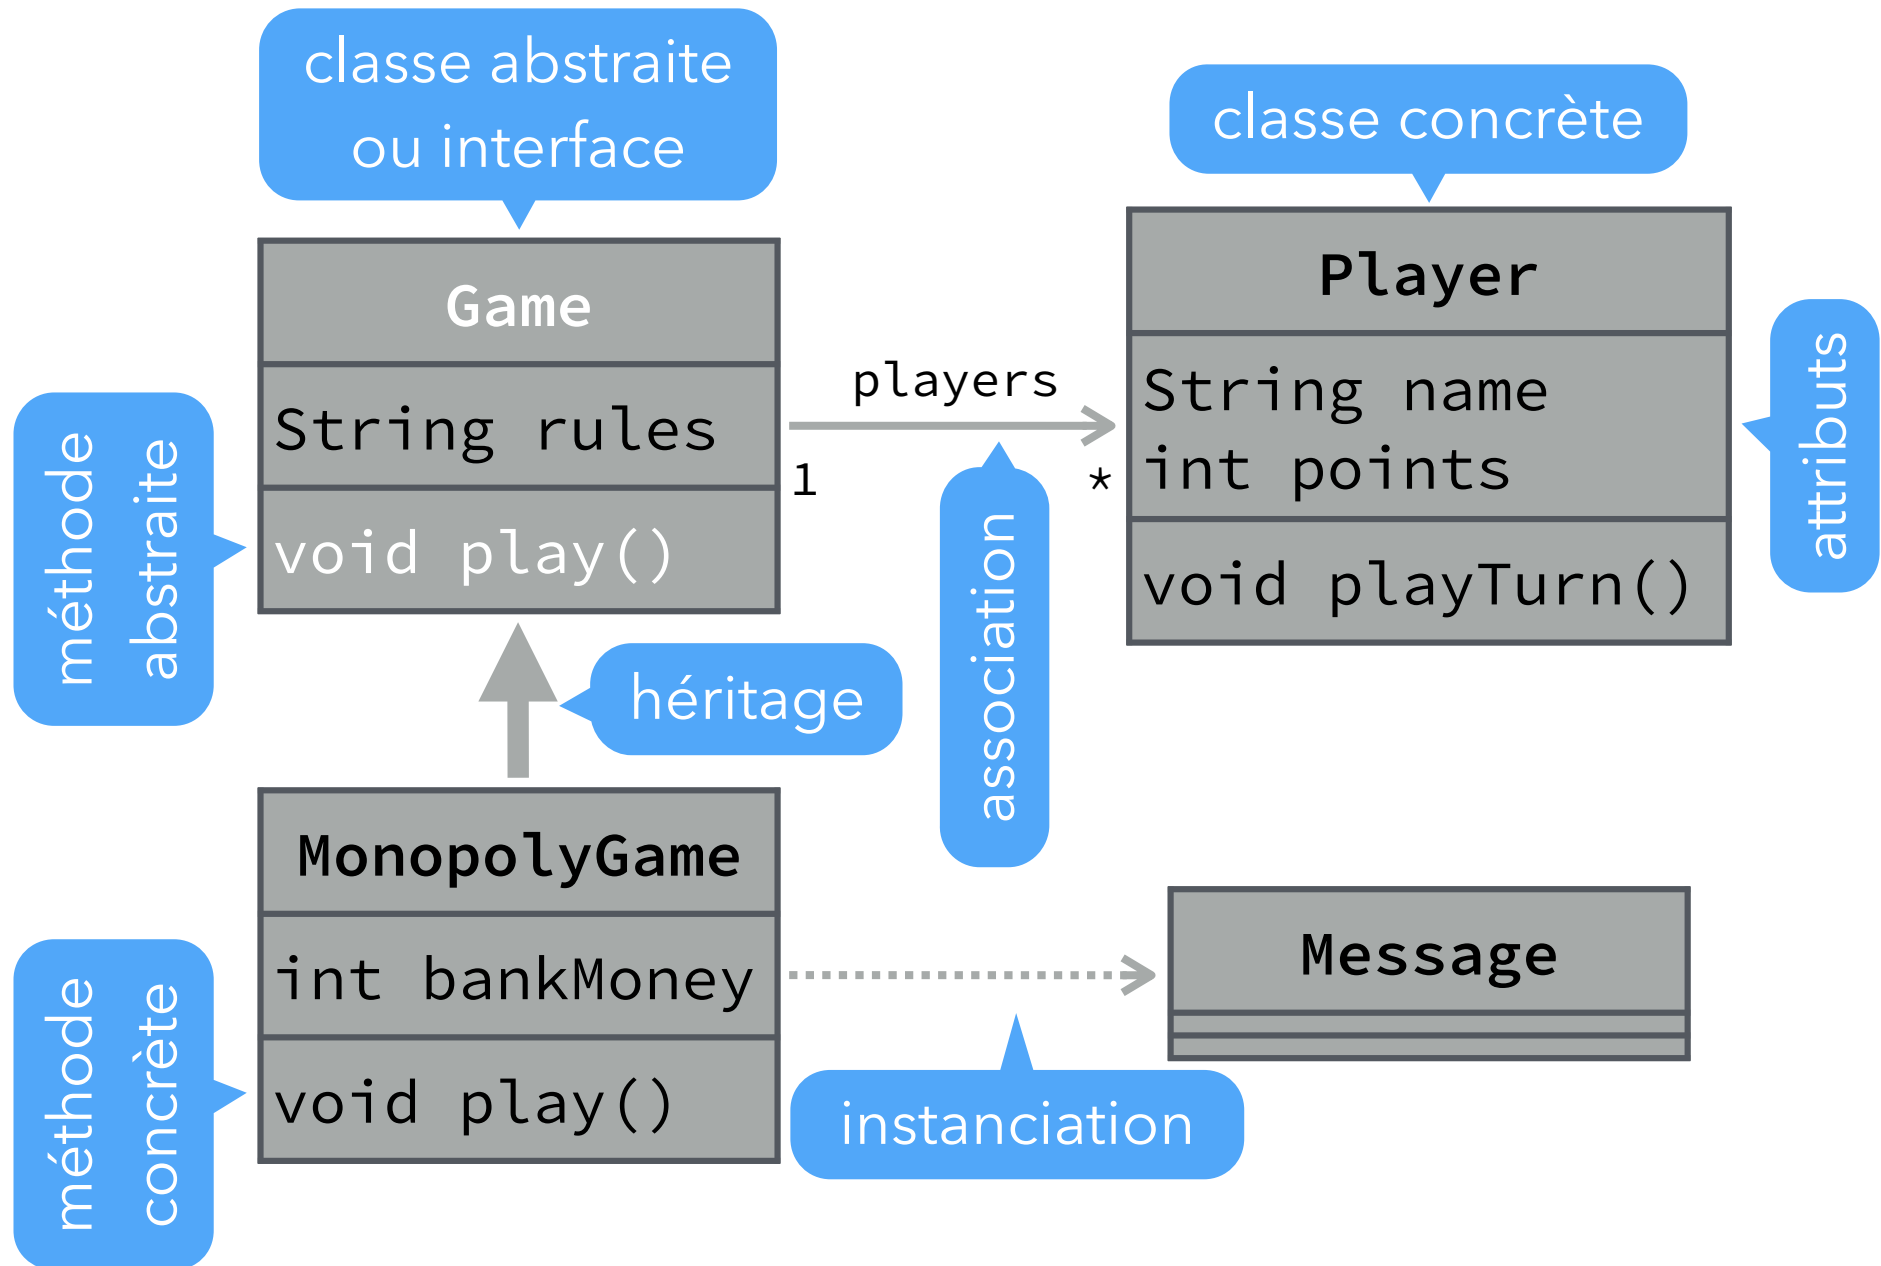 classe abstraite
ou interface
classe concrète
Game
String rules
void play()
méthode
abstraite
players
1
*
association
Player
String name
int points
void playTurn()
attributs
héritage
MonopolyGame
int bankMoney
void play()
méthode
concrète
instanciation
Message